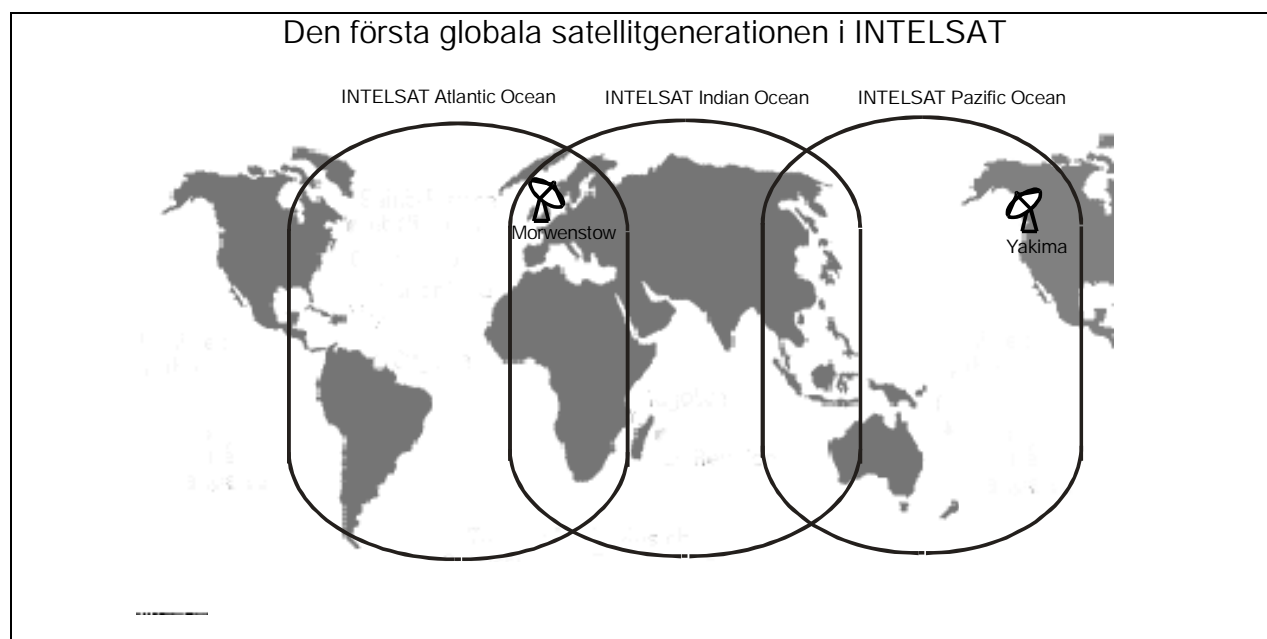 Den första globala satellitgenerationen i INTELSAT
INTELSAT Atlantic Ocean INTELSAT Indian Ocean INTELSAT Pazific Ocean
Morwenstow
Yakima